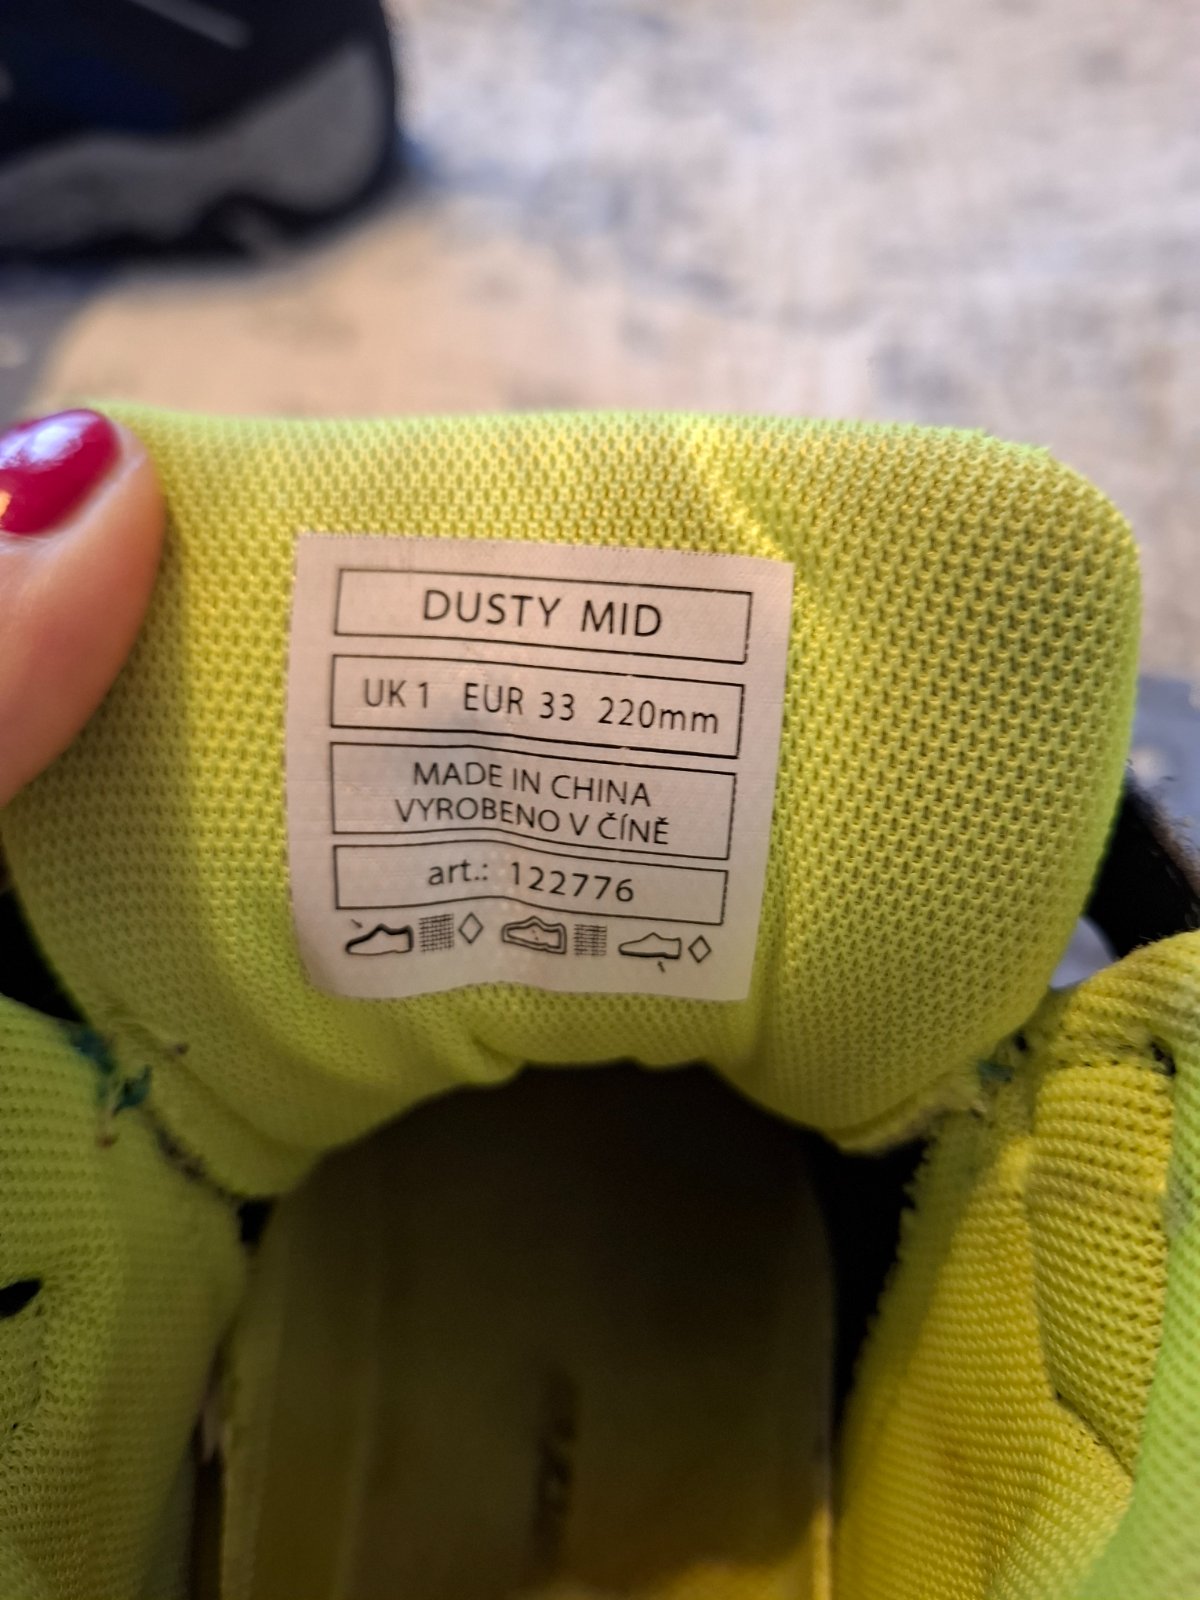 DUSTY MID
UK 1 EUR 33 220mm
MADE IN CHINA
VYROBENO V ČÍNĚ
art.: 122776